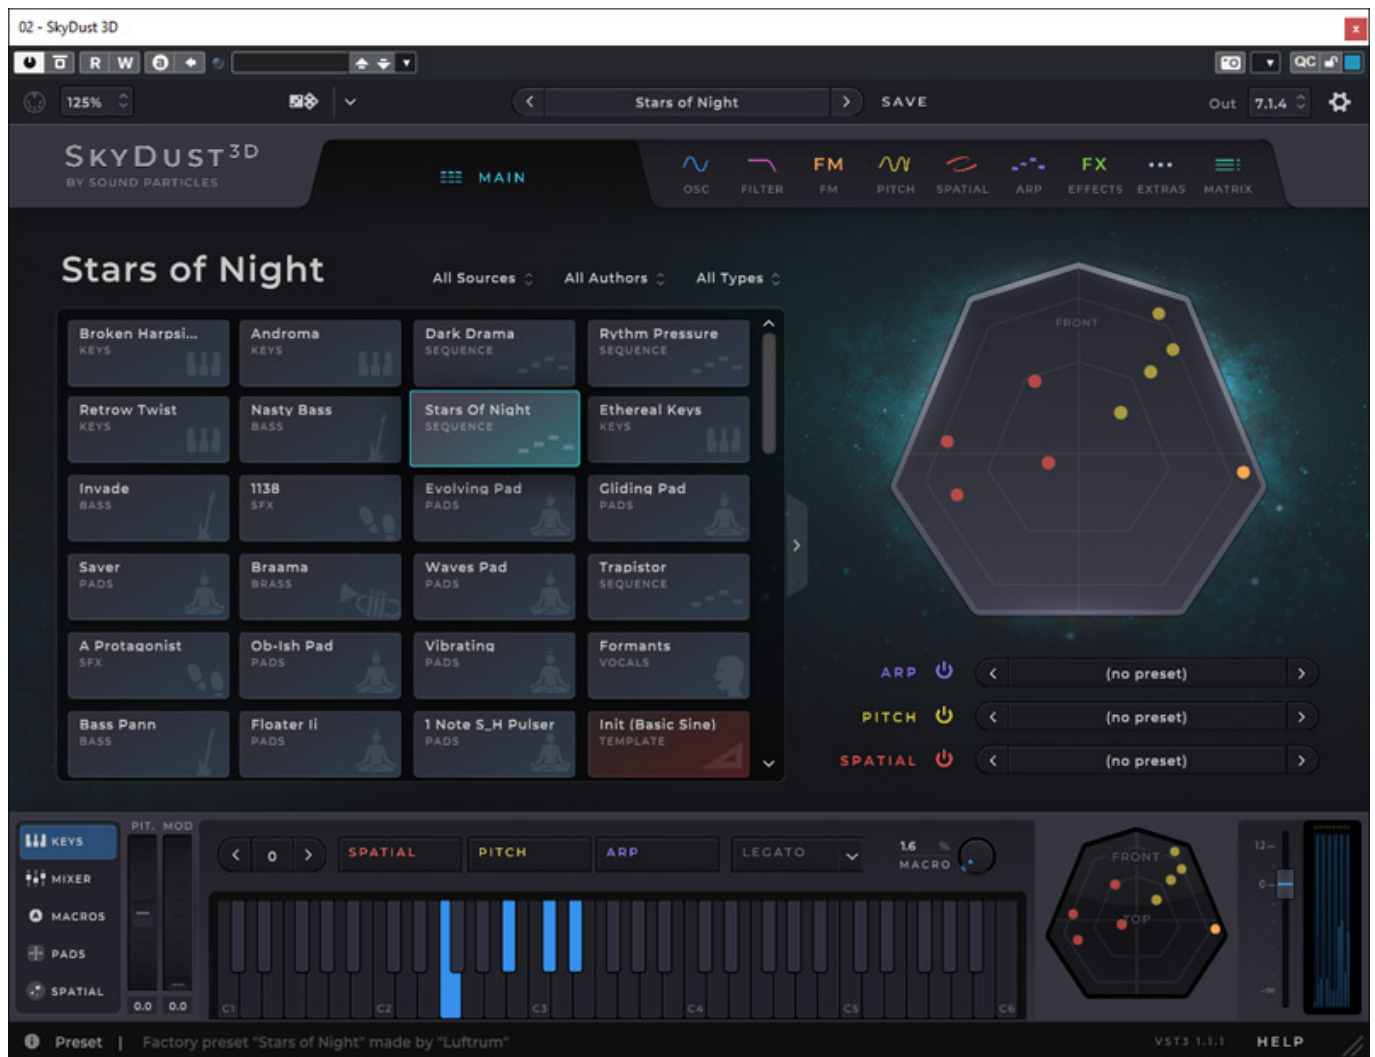 02 - SkyDust 3D
x
R W a QC
125% Stars of Night SAVE Out 7.1.4
SKYDUST3D
BY SOUND PARTICLES
MAIN
FM FX
OSC FILTER FM PITCH SPATIAL ARP EFFECTS EXTRAS MATRIX
Stars of Night
All Sources All Authors All Types
Broken Harpsi... Androma Dark Drama Rythm Pressure
KEYS KEYS SEQUENCE SEQUENCE
Retrow Twist Nasty Bass Stars Of Night Ethereal Keys
KEYS BASS SEQUENCE KEYS
Invade 1138 Evolving Pad Gliding Pad
BASS SFX PADS PADS
Saver Braama Waves Pad Trapistor
PADS BRASS PADS SEQUENCE
A Protagonist Ob-Ish Pad Vibrating Formants
SFX PADS PADS VOCALS
Bass Pann Floater Ii 1 Note S_H Pulser Init (Basic Sine)
BASS PADS PADS TEMPLATE
FRONT
ARP (no preset)
PITCH (no preset)
SPATIAL (no preset)
KEYS
MIXER
A MACROS
PADS
SPATIAL
PIT. MOD
0.0 0.0
0 SPATIAL PITCH ARP LEGATO
1.6 %
MACRO
C1 C2 C3 C4 C5 C6
FRONT
TOP
12
0
-∞
Preset | Factory preset "Stars of Night" made by "Luftrum" VST3 1.1.1 HELP